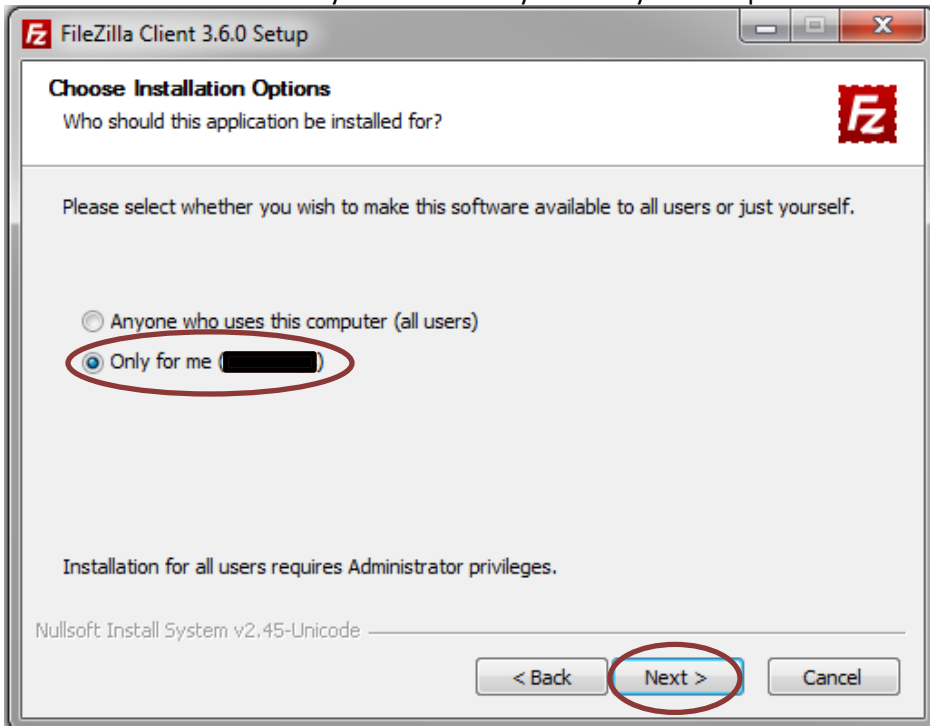 FileZilla Client 3.6.0 Setup
Choose Installation Options
Who should this application be installed for?
Fz
Please select whether you wish to make this software available to all users or just yourself.
Anyone who uses this computer (all users)
Only for me ( )
Installation for all users requires Administrator privileges.
Nullsoft Install System v2.45-Unicode
< Back Next > Cancel